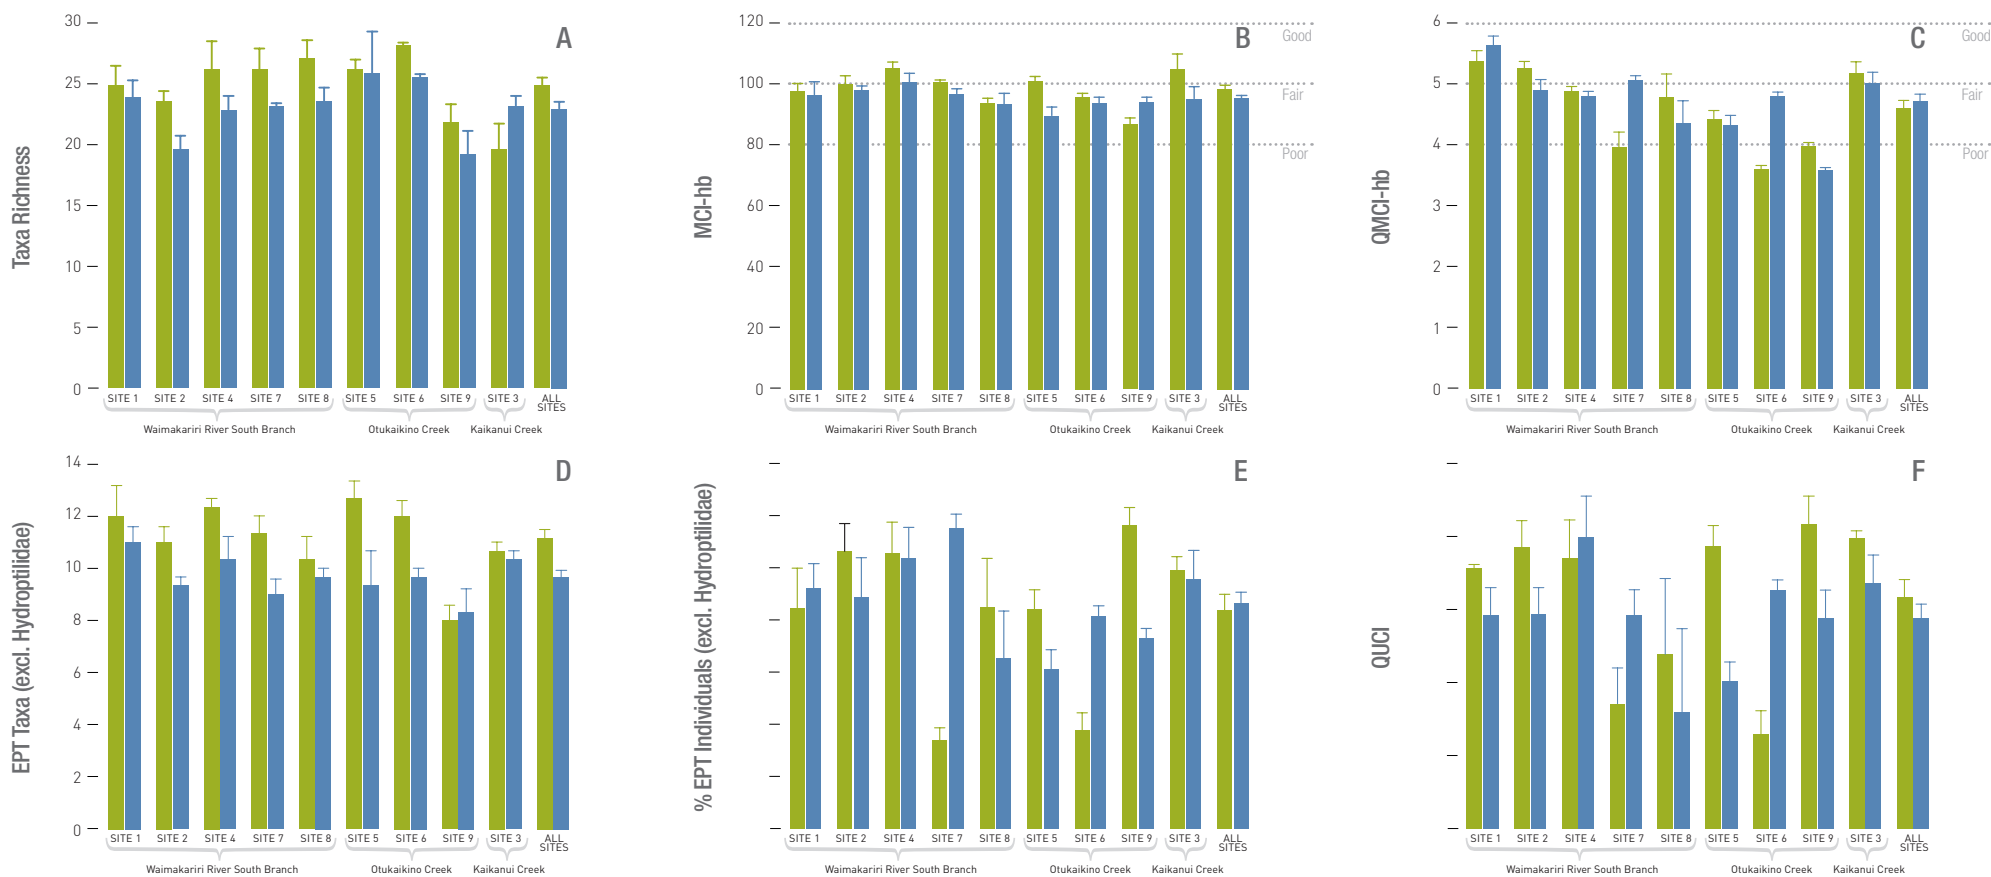 A
Taxa Richness
30
25
20
15
10
5
0
SITE 1 SITE 2 SITE 4 SITE 7 SITE 8 SITE 5 SITE 6 SITE 9 SITE 3 ALL SITES
Waimakariri River South Branch Otukaikino Creek Kaikanui Creek
B
MCI-hb
120
100
80
60
40
20
0
Good
Fair
Poor
SITE 1 SITE 2 SITE 4 SITE 7 SITE 8 SITE 5 SITE 6 SITE 9 SITE 3 ALL SITES
Waimakariri River South Branch Otukaikino Creek Kaikanui Creek
C
QMCI-hb
6
5
4
3
2
1
0
Good
Fair
Poor
SITE 1 SITE 2 SITE 4 SITE 7 SITE 8 SITE 5 SITE 6 SITE 9 SITE 3 ALL SITES
Waimakariri River South Branch Otukaikino Creek Kaikanui Creek
D
EPT Taxa (excl. Hydroptilidae)
14
12
10
8
6
4
2
0
SITE 1 SITE 2 SITE 4 SITE 7 SITE 8 SITE 5 SITE 6 SITE 9 SITE 3 ALL SITES
Waimakariri River South Branch Otukaikino Creek Kaikanui Creek
E
% EPT Individuals (excl. Hydroptiliidae)
SITE 1 SITE 2 SITE 4 SITE 7 SITE 8 SITE 5 SITE 6 SITE 9 SITE 3 ALL SITES
Waimakariri River South Branch Otukaikino Creek Kaikanui Creek
F
QUCI
SITE 1 SITE 2 SITE 4 SITE 7 SITE 8 SITE 5 SITE 6 SITE 9 SITE 3 ALL SITES
Waimakariri River South Branch Otukaikino Creek Kaikanui Creek